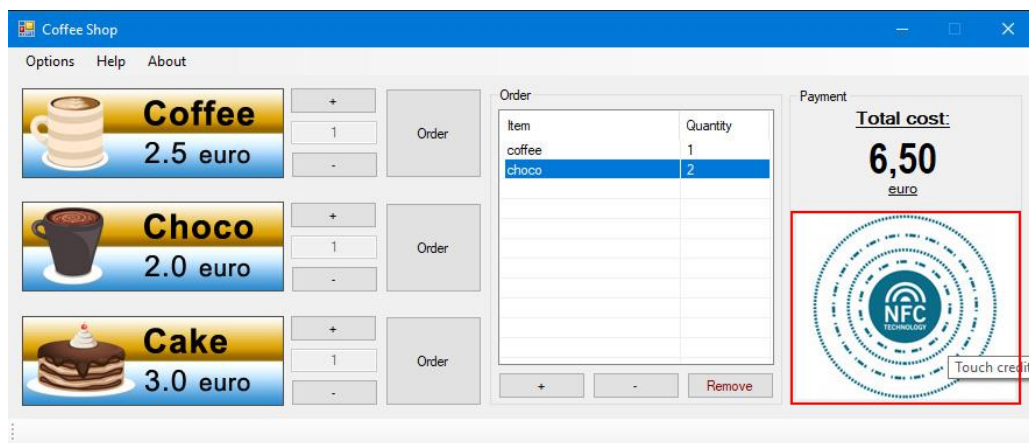 Coffee Shop
Options Help About
Coffee
2.5 euro
+
1
-
Order
Choco
2.0 euro
+
1
-
Order
Cake
3.0 euro
+
1
-
Order
Order
Item Quantity
coffee 1
choco 2
+ - Remove
Payment
Total cost:
6,50
euro
NFC
TECHNOLOGY
Touch credit